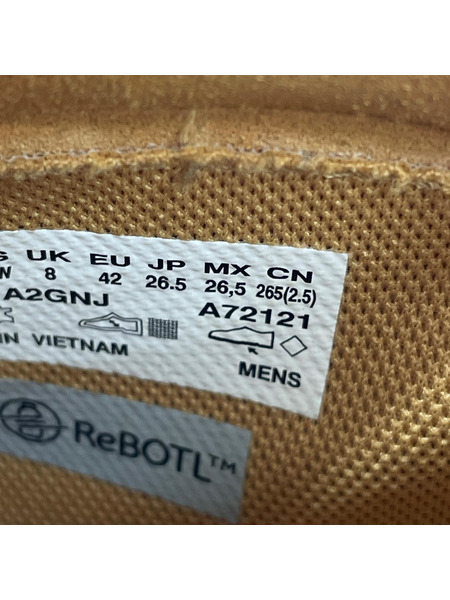 S UK EU JP MX CN
W 8 42 26.5 26,5 265(2.5)
A2GNJ A72121
IN VIETNAM
MENS
ReBOTL™